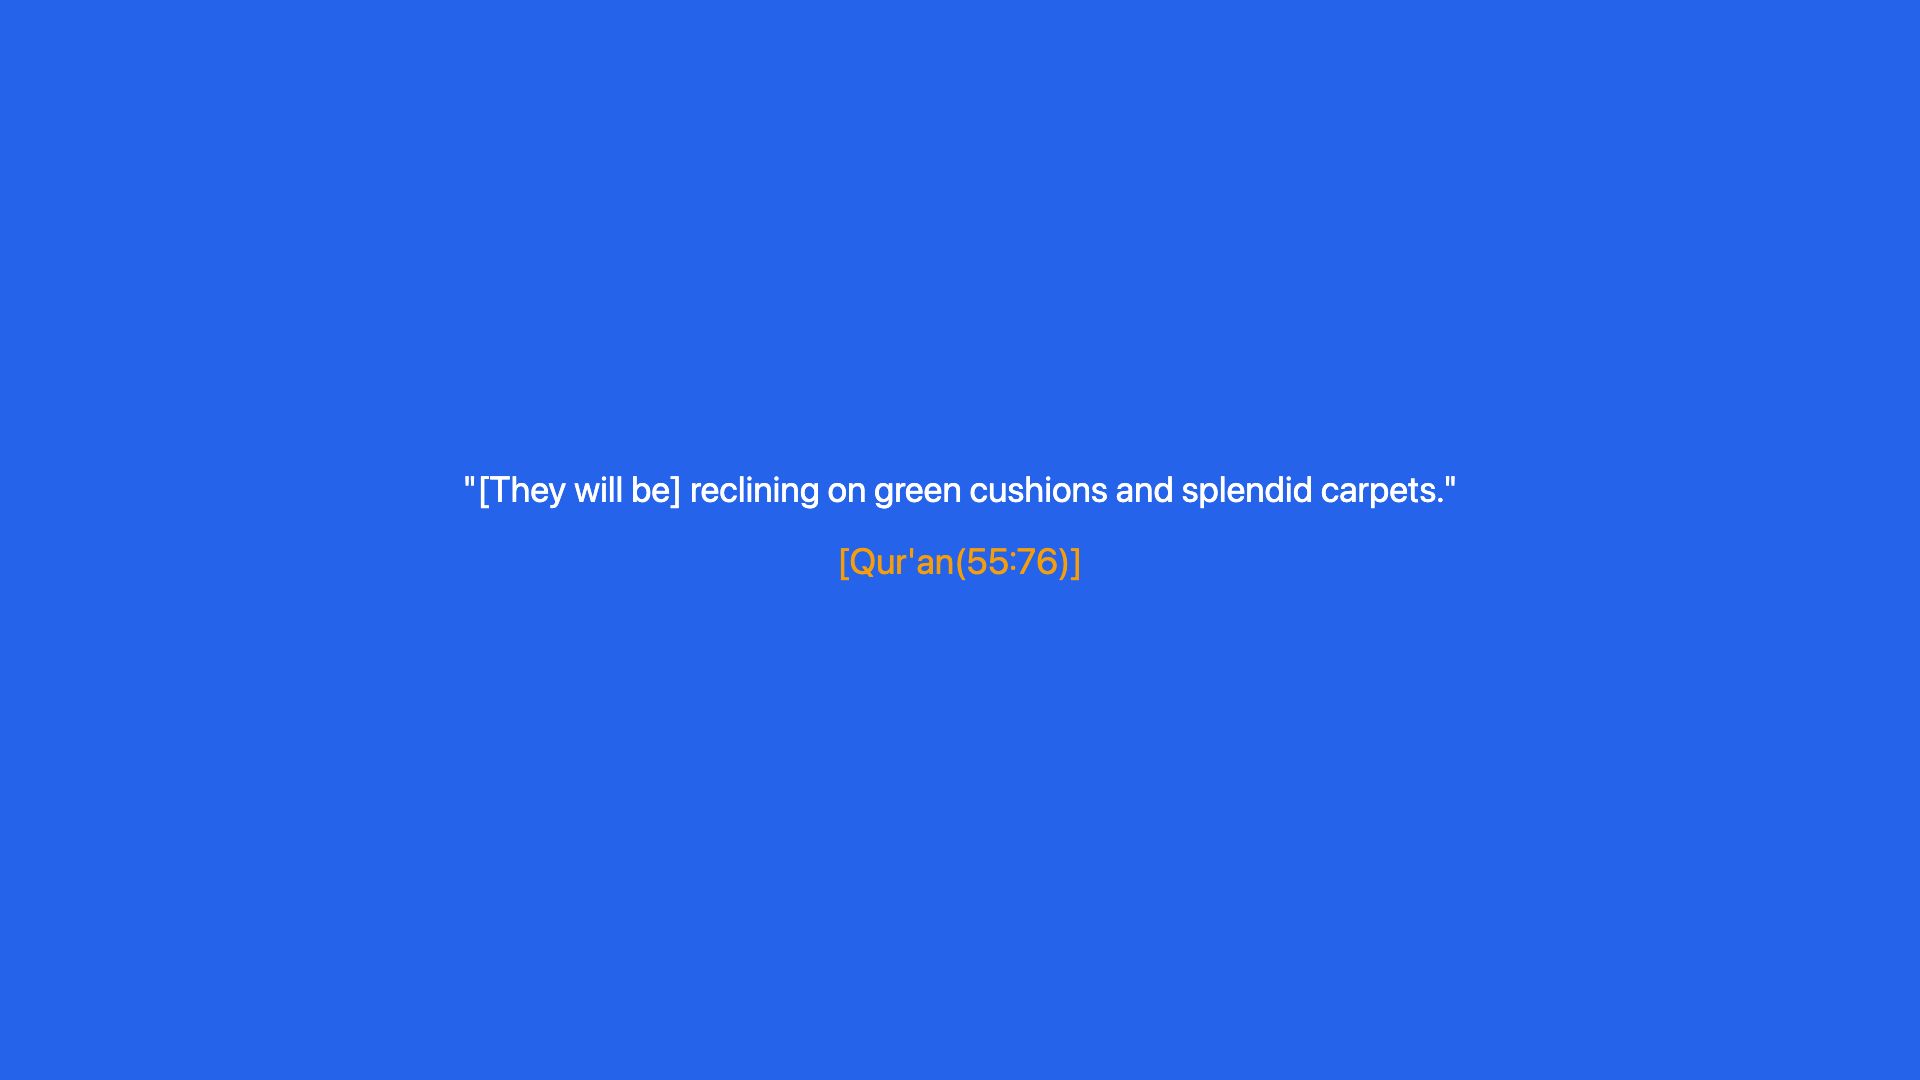 "[They will be] reclining on green cushions and splendid carpets."
[Qur'an(55:76)]